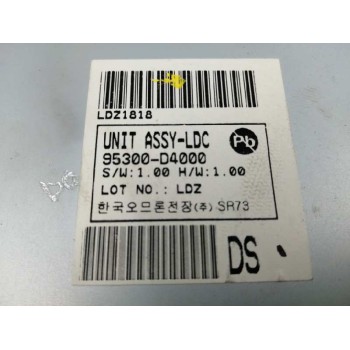 LDZ1818
UNIT ASSY-LDC
95300-D4000
Pb
S/W:1.00 H/W:1.00
LOT NO.: LDZ
한국오므론전장(주) SR73
DS